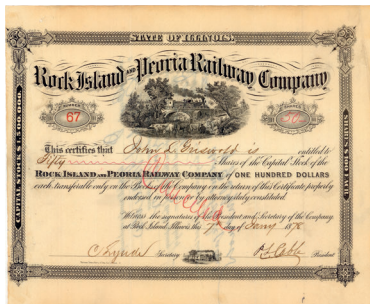 STATE OF ILLINOIS.
Rock Island and Peoria Railway Company
NUMBER
67
CAPITAL STOCK $1,500,000.
SHARES $100 EACH
This certifies that John L Griswold is entitled to
Fifty Shares of the Capital Stock of the
ROCK ISLAND AND PEORIA RAILWAY COMPANY of ONE HUNDRED DOLLARS
each, transferable only on the Books of the Company on the return of this Certificate properly
endorsed in person or by attorney duly constituted.
Witness the signatures of the President and Secretary of the Company
at Rock Island, Illinois, this 7th day of Jany 1878
Secretary
President